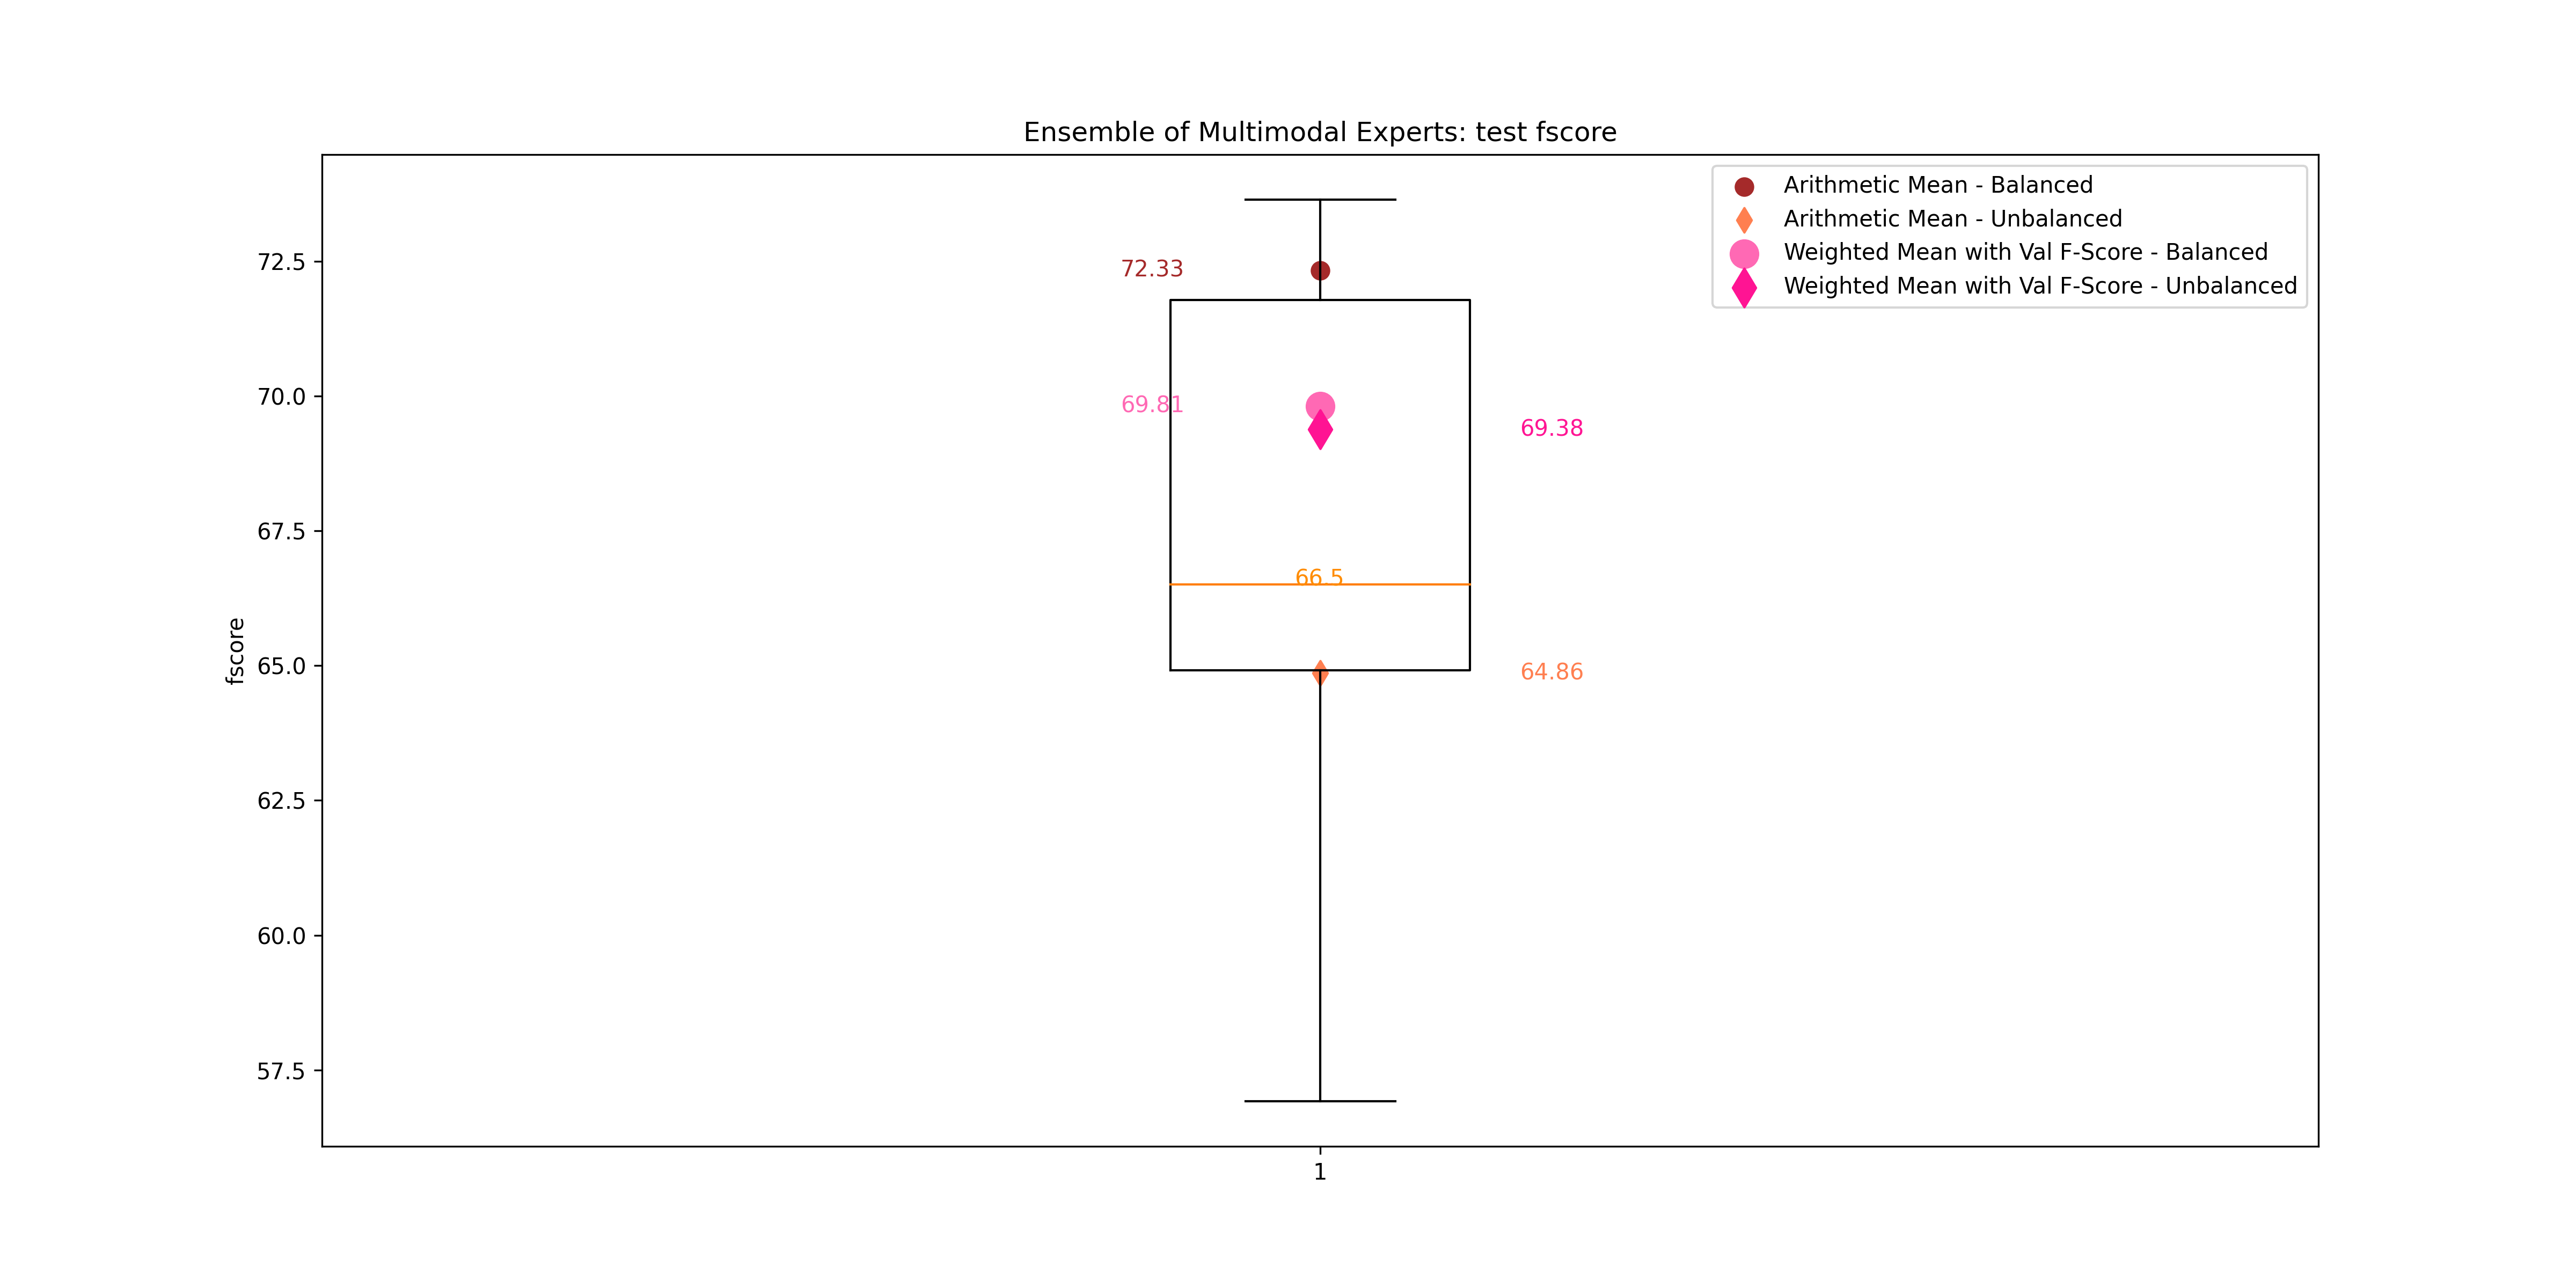 Ensemble of Multimodal Experts: test fscore
Arithmetic Mean - Balanced
Arithmetic Mean - Unbalanced
Weighted Mean with Val F-Score - Balanced
Weighted Mean with Val F-Score - Unbalanced
72.5
70.0
67.5
65.0
62.5
60.0
57.5
fscore
72.33
69.81
69.38
66.5
64.86
1